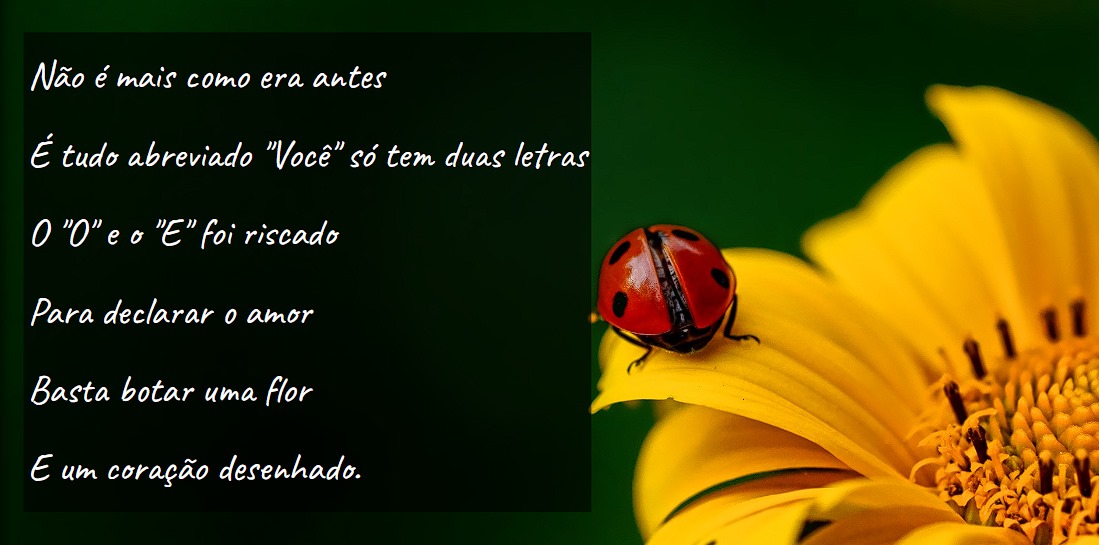 Não é mais como era antes
É tudo abreviado "Você" só tem duas letras
O "O" e o "E" foi riscado
Para declarar o amor
Basta botar uma flor
E um coração desenhado.